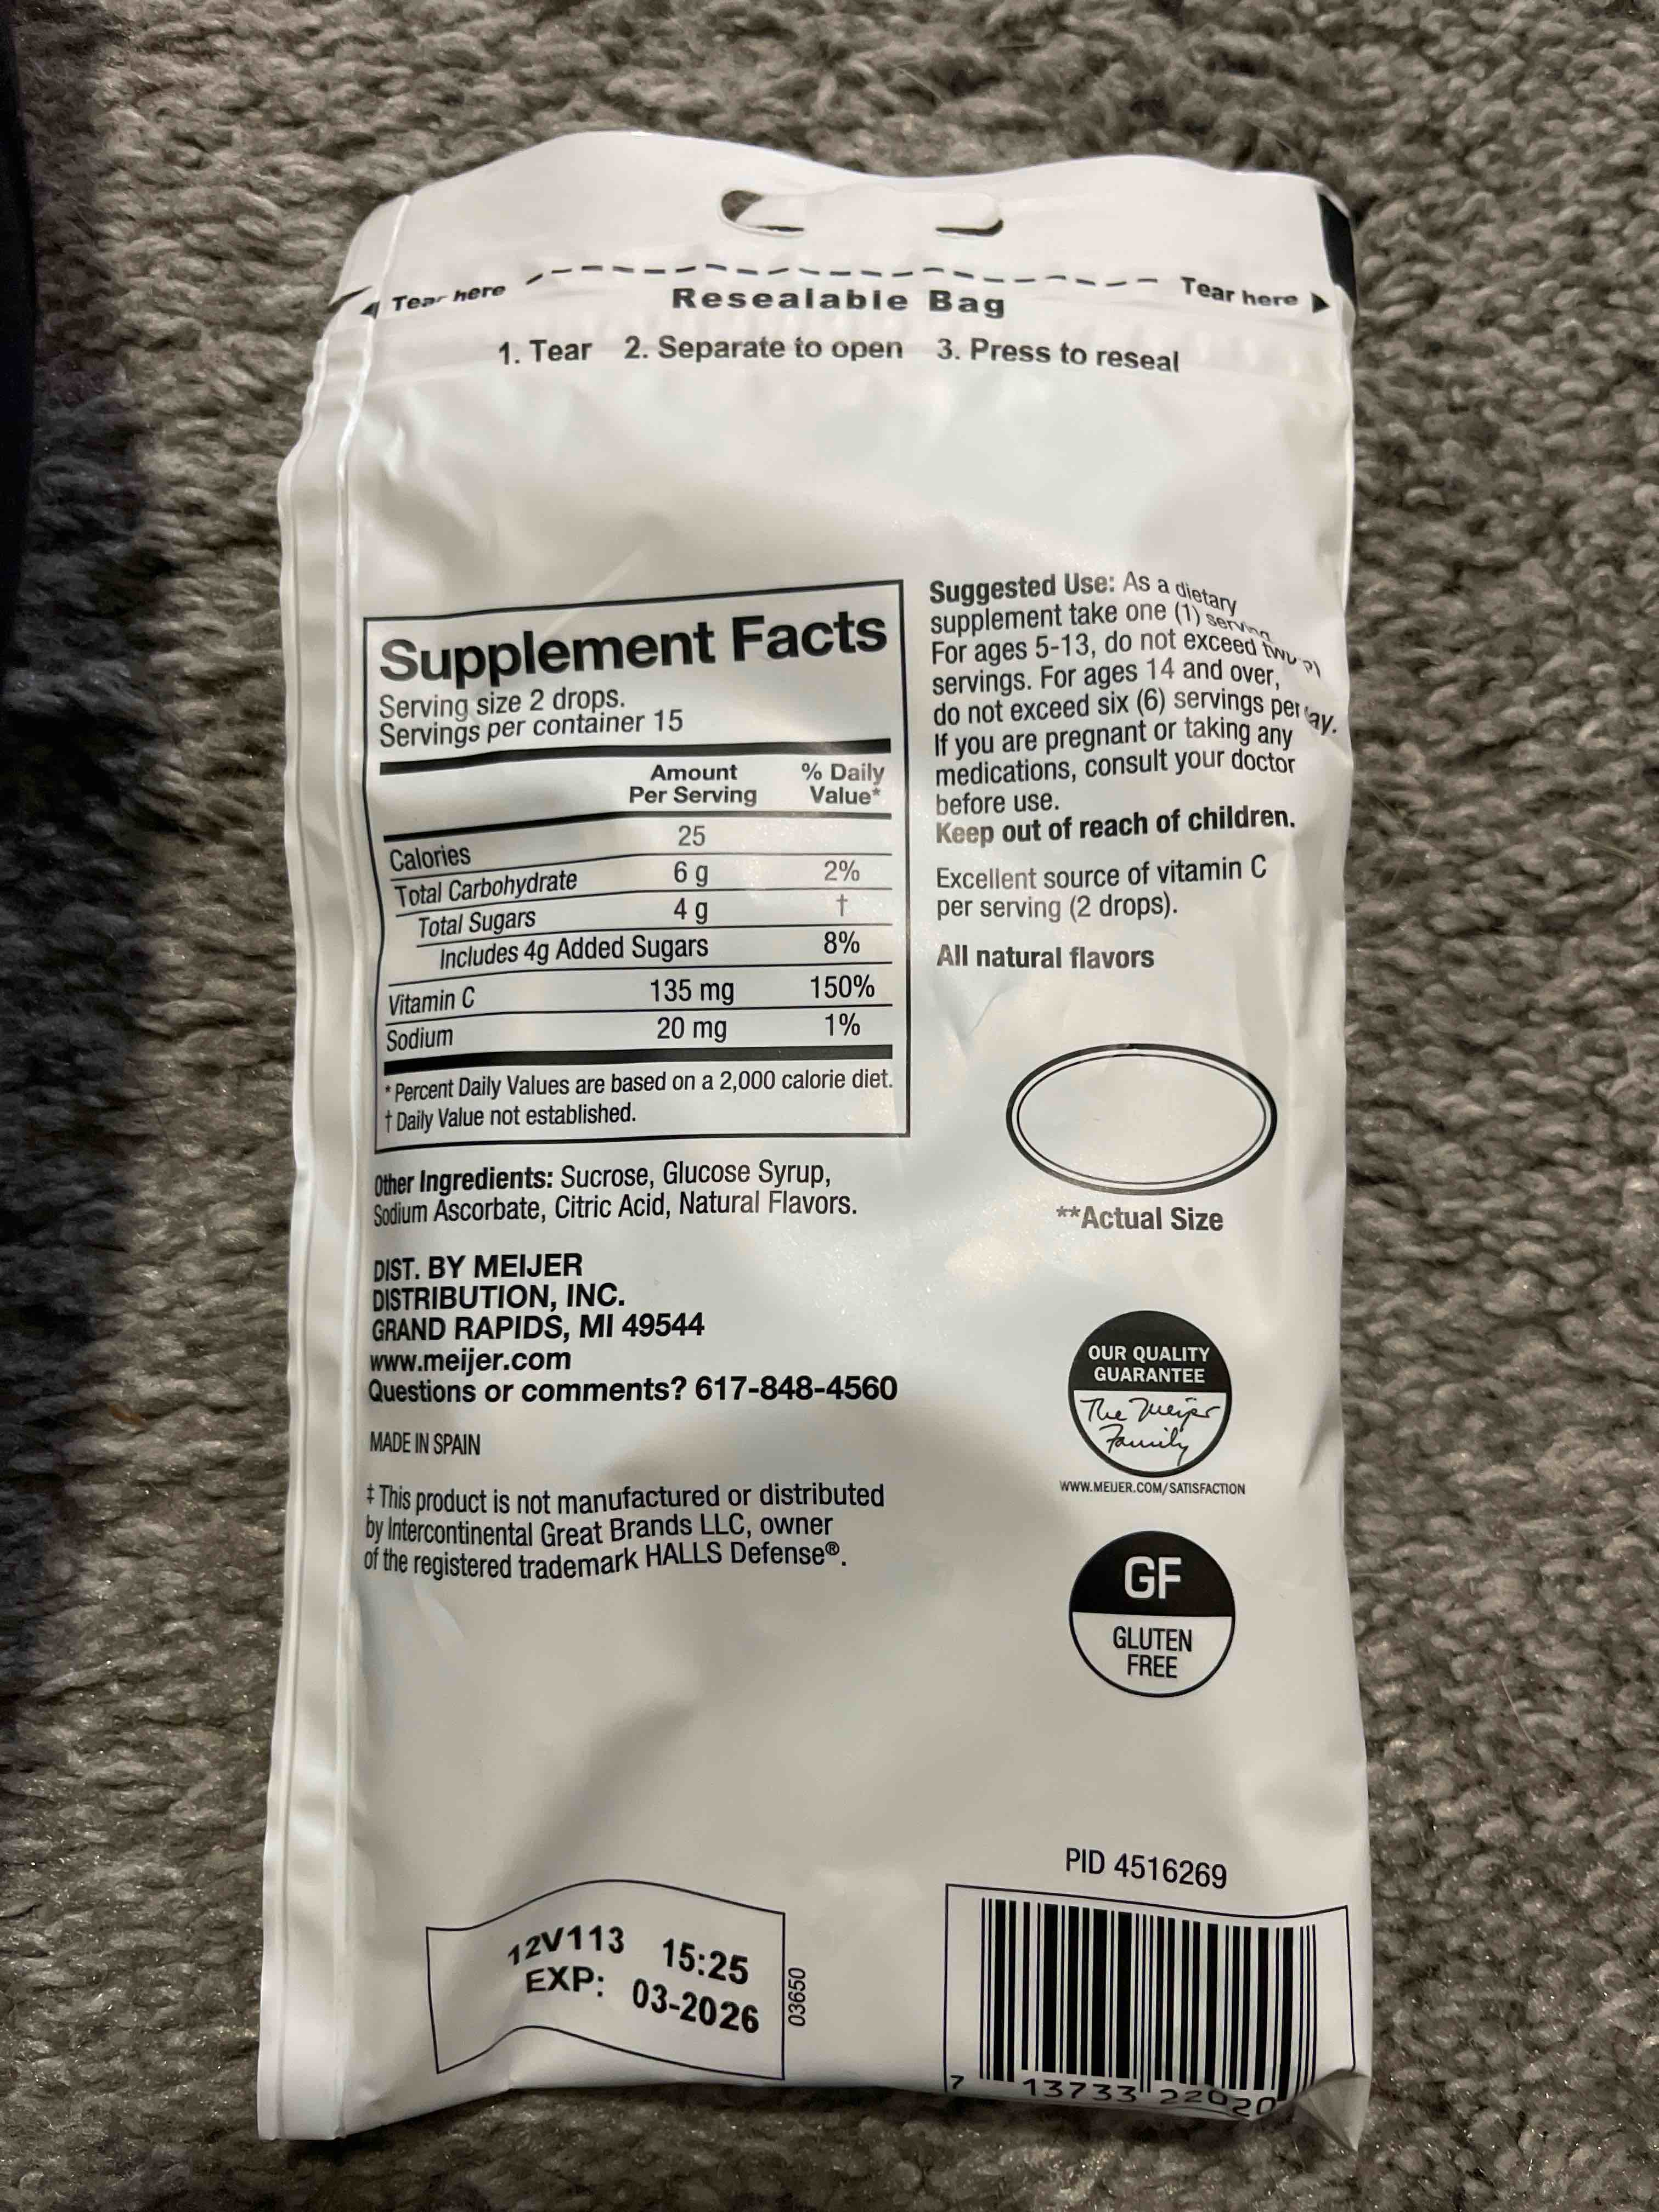 Tear here
Tear here
Resealable Bag
1. Tear 2. Separate to open 3. Press to reseal
Supplement Facts
Serving size 2 drops.
Servings per container 15
Amount Per Serving % Daily Value*
Calories 25
Total Carbohydrate 6 g 2%
Total Sugars 4 g †
Includes 4g Added Sugars 8%
Vitamin C 135 mg 150%
Sodium 20 mg 1%
* Percent Daily Values are based on a 2,000 calorie diet.
† Daily Value not established.
Other Ingredients: Sucrose, Glucose Syrup,
Sodium Ascorbate, Citric Acid, Natural Flavors.
DIST. BY MEIJER
DISTRIBUTION, INC.
GRAND RAPIDS, MI 49544
www.meijer.com
Questions or comments? 617-848-4560
MADE IN SPAIN
‡ This product is not manufactured or distributed
by Intercontinental Great Brands LLC, owner
of the registered trademark HALLS Defense®.
Suggested Use: As a dietary
supplement take one (1) serving
For ages 5-13, do not exceed two
servings. For ages 14 and over,
do not exceed six (6) servings per
If you are pregnant or taking any
medications, consult your doctor
before use.
Keep out of reach of children.
Excellent source of vitamin C
per serving (2 drops).
All natural flavors
**Actual Size
OUR QUALITY
GUARANTEE
The Meijer
Family
WWW.MEIJER.COM/SATISFACTION
GF
GLUTEN
FREE
PID 4516269
12V113 15:25
EXP: 03-2026
03650
7 13733 22020